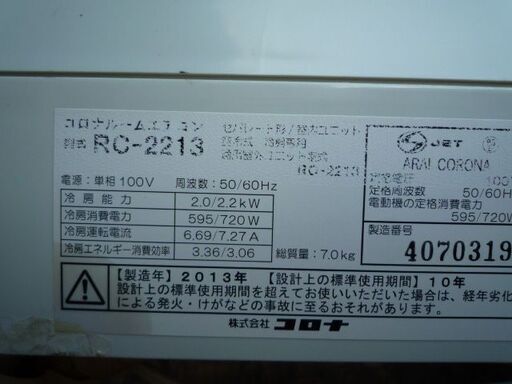 コロナルームエアコン
型式 RC-2213
セパレート形/室内ユニット
RC-2213
電源:単相100V 周波数:50/60Hz
冷房能力 2.0/2.2kW
冷房消費電力 595/720W
冷房運転電流 6.69/7.27A
冷房エネルギー消費効率 3.36/3.06
総質量:7.0kg
JET
ARAI CORONA
定格電圧 100V
定格周波数 50/60H
電動機の定格消費電力
595/720W
製造番号
4070319
【製造年】2013年 【設計上の標準使用期間】10年
設計上の標準使用期間を超えてお使いいただいた場合は、経年劣化
による発火・けがなどの事故に至るおそれがあります。
株式会社 コロナ